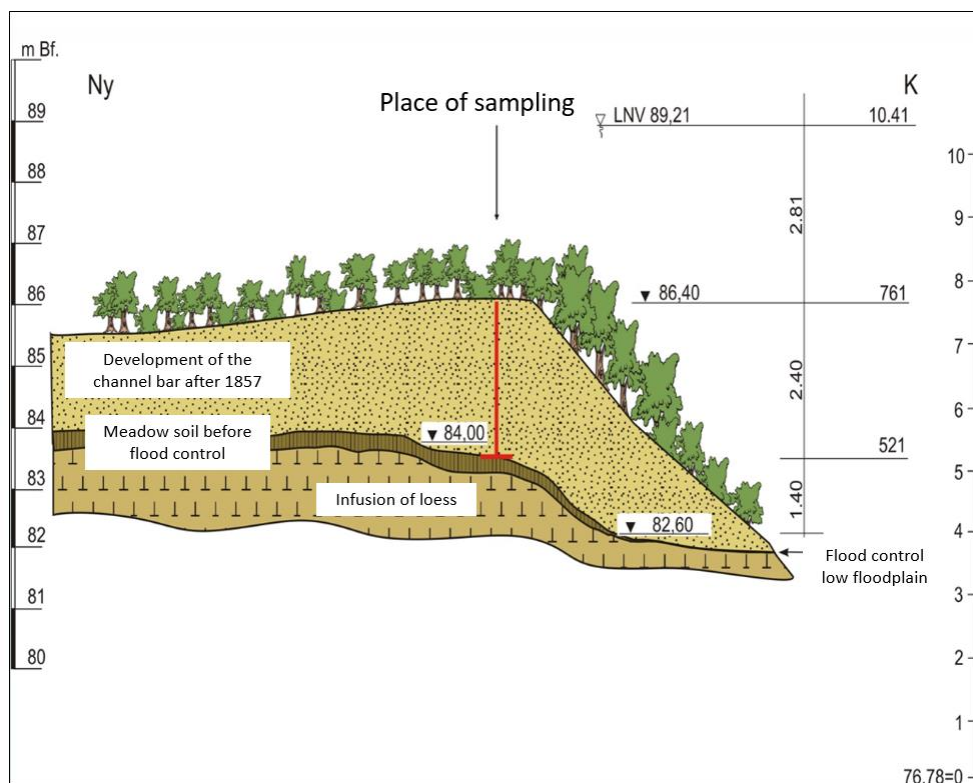 m Bf.
Ny
K
Place of sampling
LNV 89,21
10.41
89
88
87
86
85
84
83
82
81
80
2.81
86,40
761
2.40
Development of the
channel bar after 1857
Meadow soil before
flood control
84,00
521
Infusion of loess
1.40
82,60
Flood control
low floodplain
10
9
8
7
6
5
4
3
2
1
76.78=0